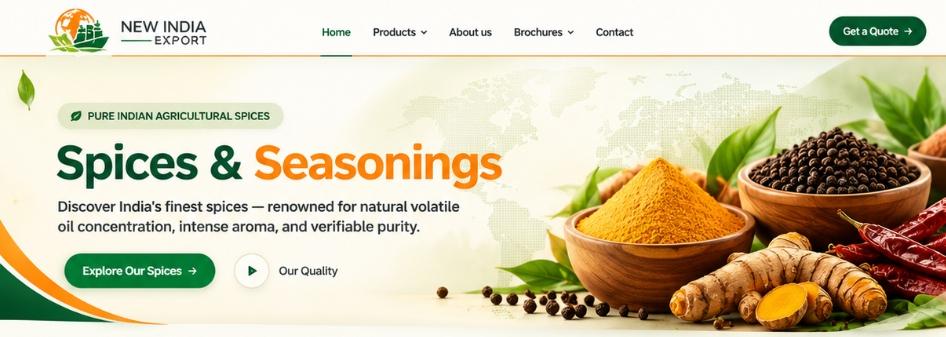 NEW INDIA
EXPORT
Home Products About us Brochures Contact
Get a Quote →
PURE INDIAN AGRICULTURAL SPICES
Spices & Seasonings
Discover India's finest spices — renowned for natural volatile
oil concentration, intense aroma, and verifiable purity.
Explore Our Spices →
Our Quality